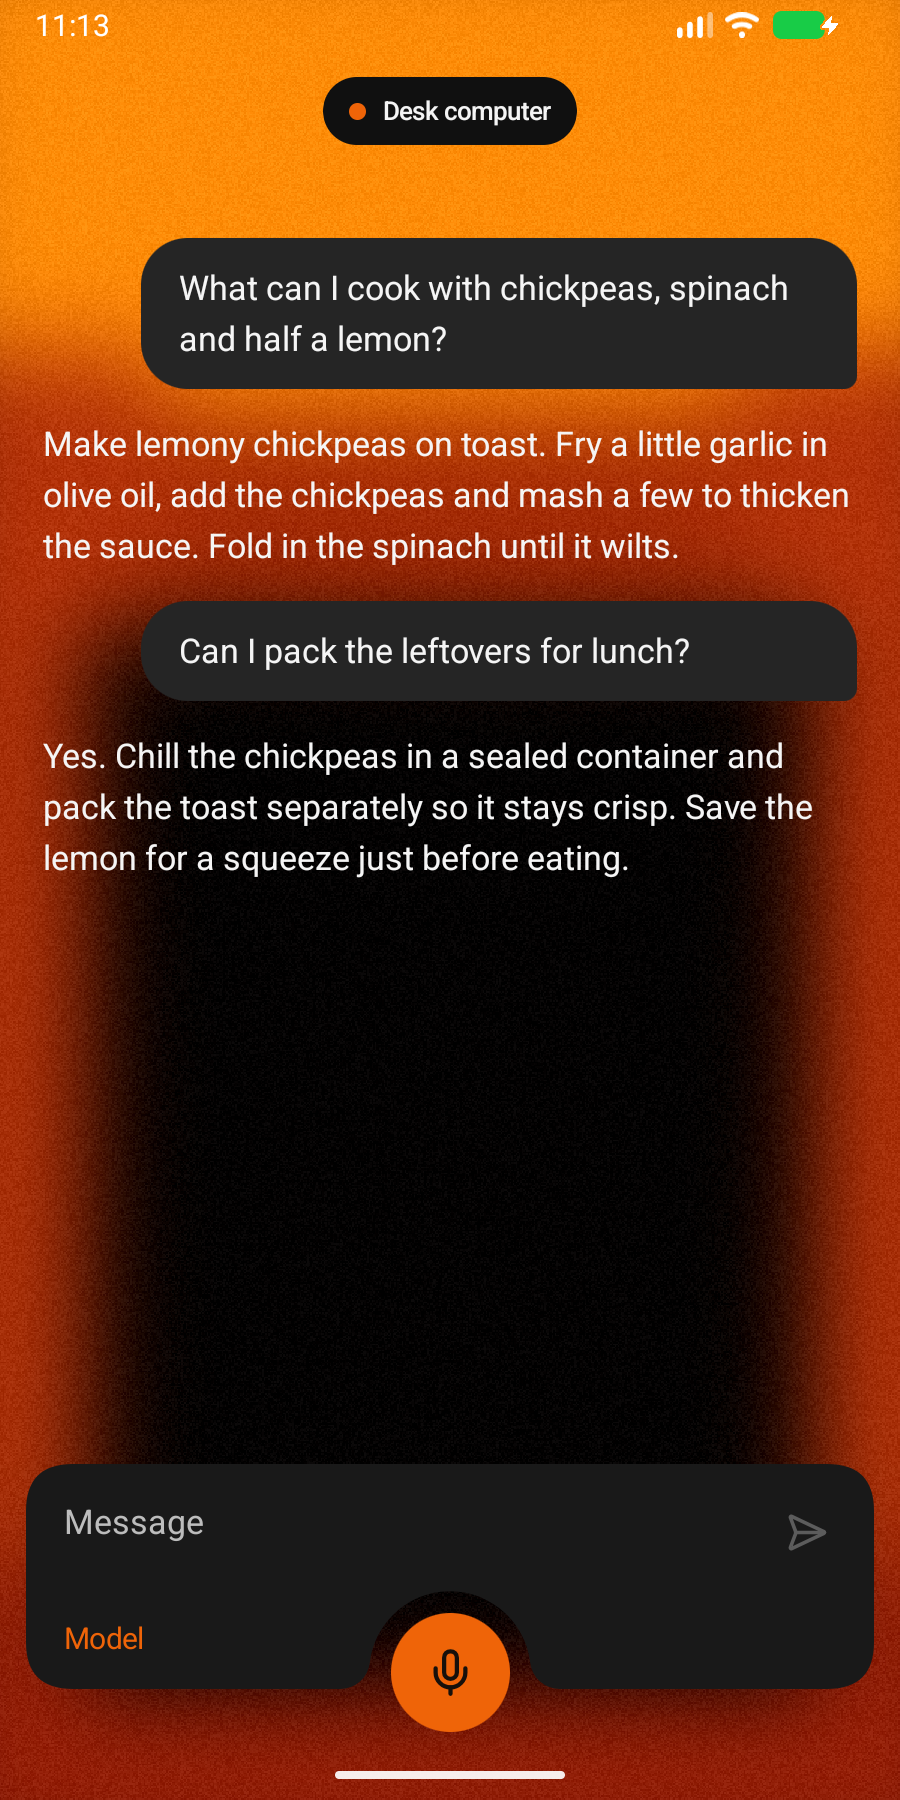 11:13
Desk computer
What can I cook with chickpeas, spinach
and half a lemon?
Make lemony chickpeas on toast. Fry a little garlic in
olive oil, add the chickpeas and mash a few to thicken
the sauce. Fold in the spinach until it wilts.
Can I pack the leftovers for lunch?
Yes. Chill the chickpeas in a sealed container and
pack the toast separately so it stays crisp. Save the
lemon for a squeeze just before eating.
Message
Model